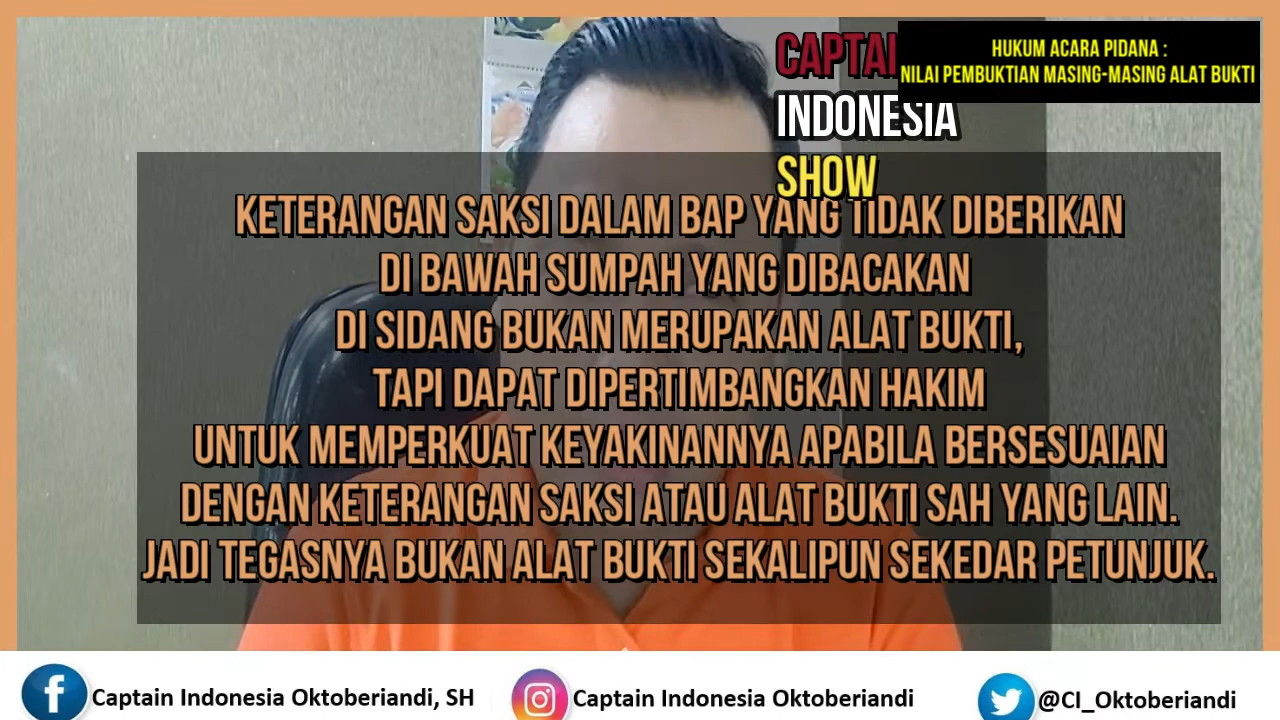 CAPTAI
INDONESIA
SHOW
HUKUM ACARA PIDANA :
NILAI PEMBUKTIAN MASING-MASING ALAT BUKTI
KETERANGAN SAKSI DALAM BAP YANG TIDAK DIBERIKAN
DI BAWAH SUMPAH YANG DIBACAKAN
DI SIDANG BUKAN MERUPAKAN ALAT BUKTI,
TAPI DAPAT DIPERTIMBANGKAN HAKIM
UNTUK MEMPERKUAT KEYAKINANNYA APABILA BERSESUAIAN
DENGAN KETERANGAN SAKSI ATAU ALAT BUKTI SAH YANG LAIN.
JADI TEGASNYA BUKAN ALAT BUKTI SEKALIPUN SEKEDAR PETUNJUK.
Captain Indonesia Oktoberiandi, SH
Captain Indonesia Oktoberiandi
@CI_Oktoberiandi